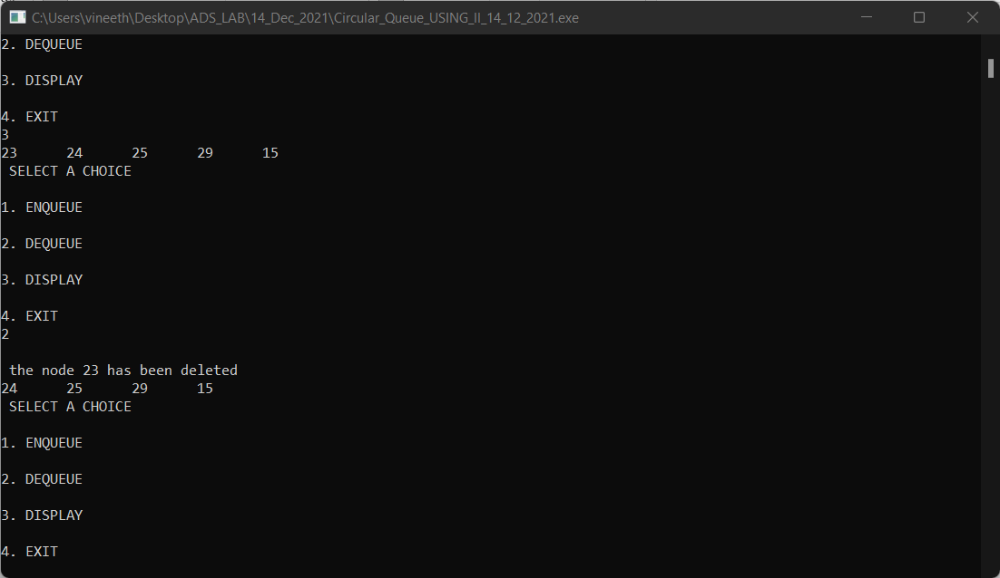 C:\Users\vineeth\Desktop\ADS_LAB\14_Dec_2021\Circular_Queue_USING_ll_14_12_2021.exe
2. DEQUEUE
3. DISPLAY
4. EXIT
3
23 24 25 29 15
SELECT A CHOICE
1. ENQUEUE
2. DEQUEUE
3. DISPLAY
4. EXIT
2
the node 23 has been deleted
24 25 29 15
SELECT A CHOICE
1. ENQUEUE
2. DEQUEUE
3. DISPLAY
4. EXIT